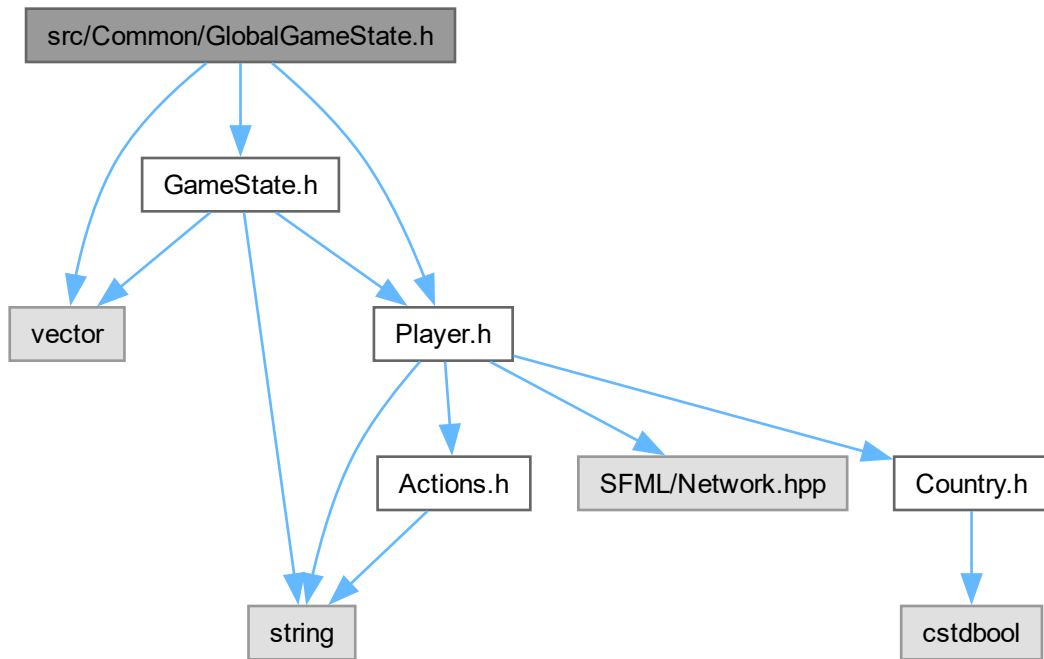 src/Common/GlobalGameState.h
GameState.h
vector
Player.h
Actions.h
SFML/Network.hpp
Country.h
string
cstdbool